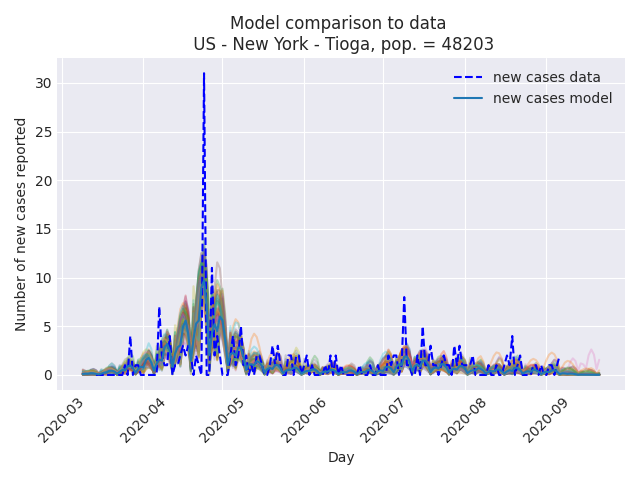 Model comparison to data
US - New York - Tioga, pop. = 48203
new cases data
new cases model
Number of new cases reported
30
25
20
15
10
5
0
2020-03
2020-04
2020-05
2020-06
2020-07
2020-08
2020-09
Day